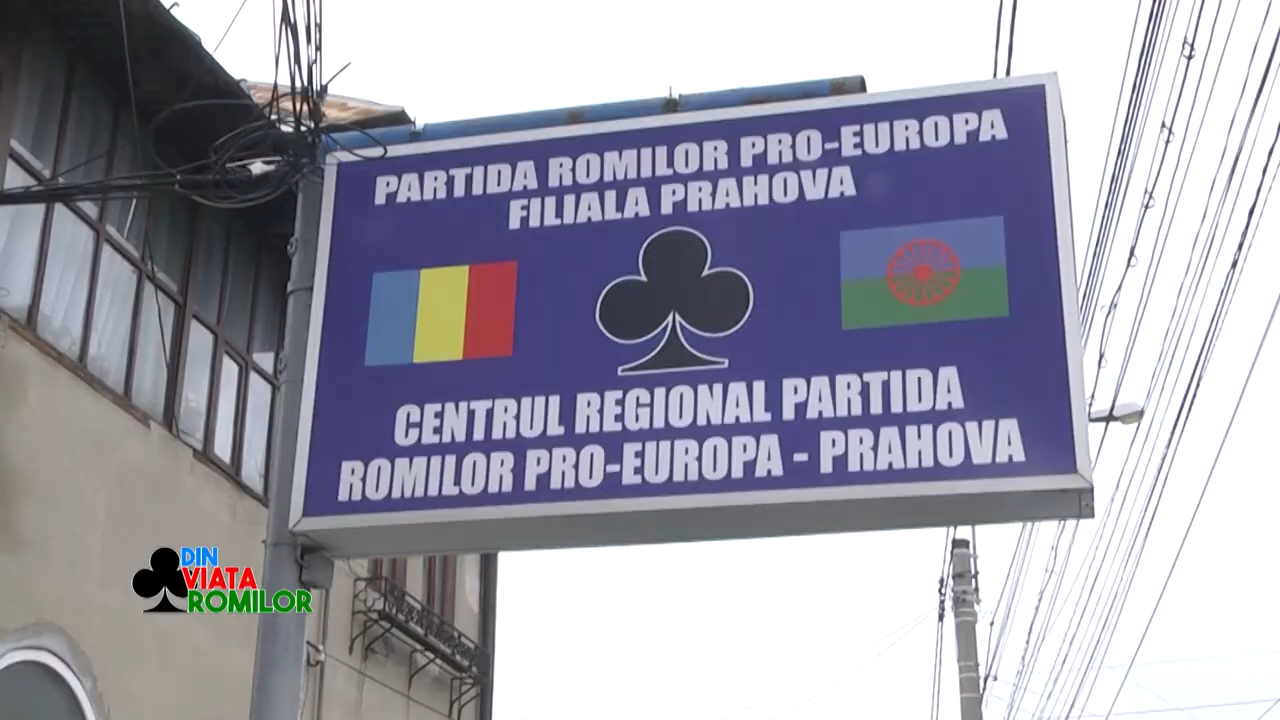 PARTIDA ROMILOR PRO-EUROPA
FILIALA PRAHOVA
CENTRUL REGIONAL PARTIDA
ROMILOR PRO-EUROPA - PRAHOVA
DIN
VIATA
ROMILOR